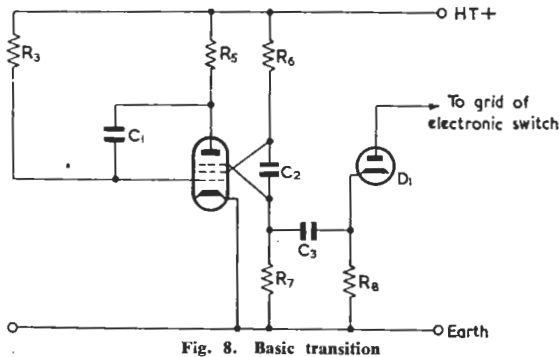 HT+
R3
R5
R6
To grid of
electronic switch
C1
C2
D1
C3
R7
R8
Earth
Fig. 8. Basic transition